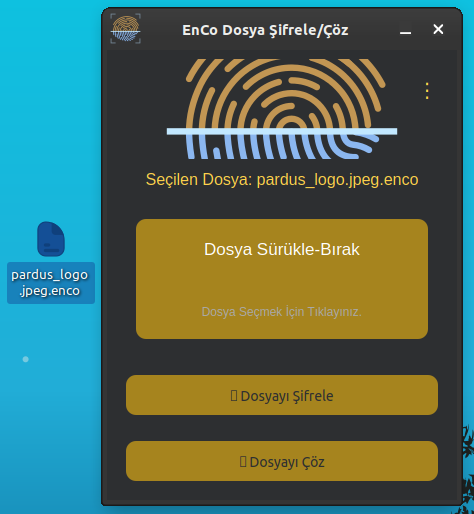 EnCo Dosya Şifrele/Çöz
Seçilen Dosya: pardus_logo.jpeg.enco
Dosya Sürükle-Bırak
Dosya Seçmek İçin Tıklayınız.
Dosyayı Şifrele
Dosyayı Çöz
pardus_logo
.jpeg.enco